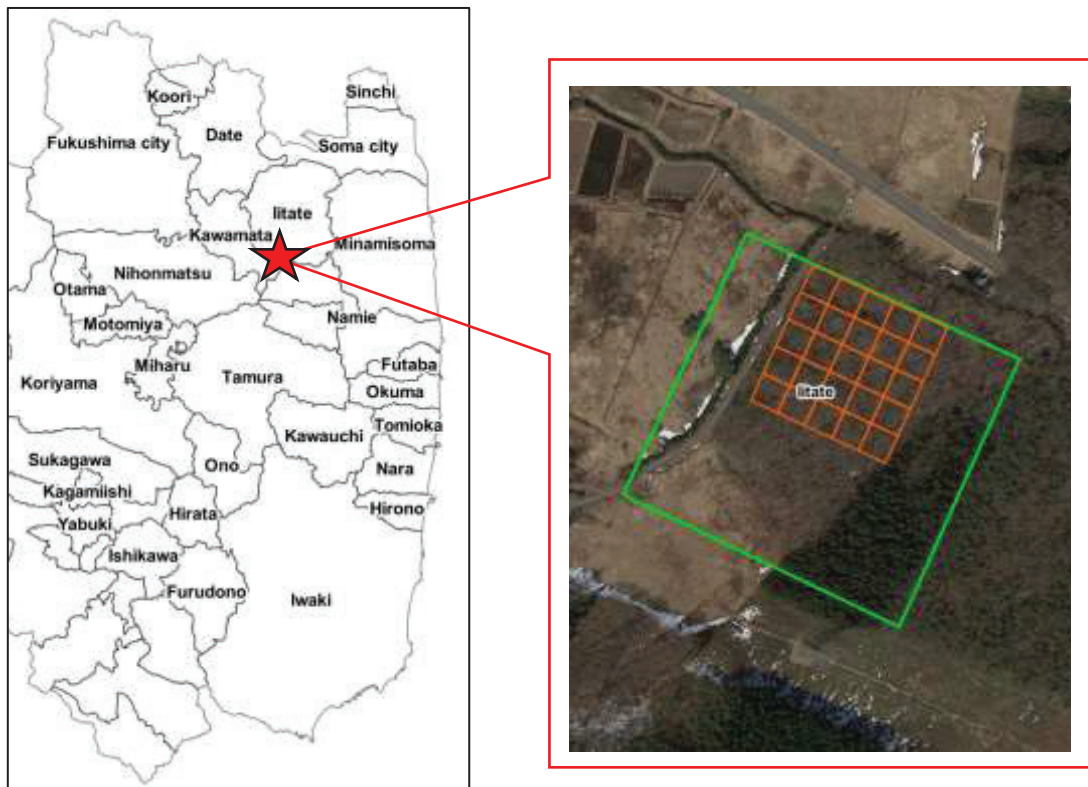 Koori
Sinchi
Date
Fukushima city
Soma city
Iitate
Kawamata
Minamisoma
Nihonmatsu
Otama
Motomiya
Namie
Miharu
Futaba
Koriyama
Tamura
Okuma
Tomioka
Kawauchi
Sukagawa
Ono
Nara
Kagamiishi
Hirono
Yabuki
Hirata
Ishikawa
Furudono
Iwaki
Iitate